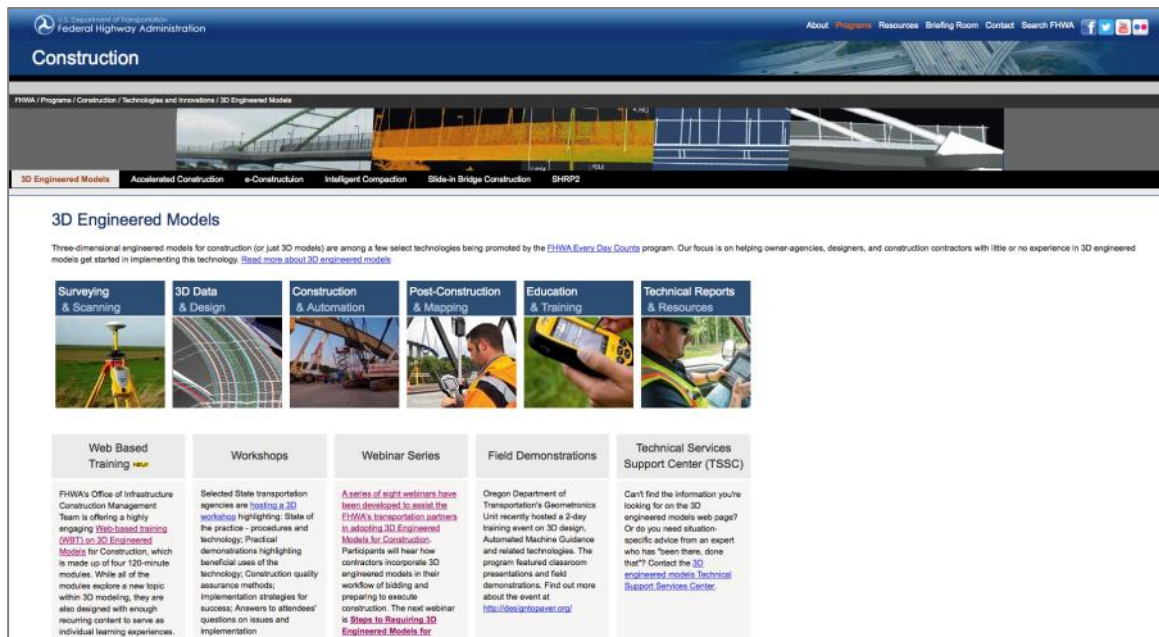 U.S. Department of Transportation
Federal Highway Administration
About Programs Resources Briefing Room Contact Search FHWA
Construction
FHWA / Programs / Construction / Technologies and Innovations / 3D Engineered Models
3D Engineered Models Accelerated Construction e-Constructuion Intelligent Compaction Slide-in Bridge Construction SHRP2
3D Engineered Models
Three-dimensional engineered models for construction (or just 3D models) are among a few select technologies being promoted by the FHWA Every Day Counts program. Our focus is on helping owner-agencies, designers, and construction contractors with little or no experience in 3D engineered
models get started in implementing this technology. Read more about 3D engineered models
Surveying
& Scanning
3D Data
& Design
Construction
& Automation
Post-Construction
& Mapping
Education
& Training
Technical Reports
& Resources
Web Based
Training NEW!
FHWA's Office of Infrastructure
Construction Management
Team is offering a highly
engaging Web-based training
(WBT) on 3D Engineered
Models for Construction, which
is made up of four 120-minute
modules. While all of the
modules explore a new topic
within 3D modeling, they are
also designed with enough
recurring content to serve as
individual learning experiences.
Workshops
Selected State transportation
agencies are hosting a 3D
workshop highlighting: State of
the practice - procedures and
technology; Practical
demonstrations highlighting
beneficial uses of the
technology; Construction quality
assurance methods;
Implementation strategies for
success; Answers to attendees'
questions on issues and
implementation
Webinar Series
A series of eight webinars have
been developed to assist the
FHWA's transportation partners
in adopting 3D Engineered
Models for Construction.
Participants will hear how
contractors incorporate 3D
engineered models in their
workflow of bidding and
preparing to execute
construction. The next webinar
is Steps to Requiring 3D
Engineered Models for
Field Demonstrations
Oregon Department of
Transportation's Geometronics
Unit recently hosted a 2-day
training event on 3D design,
Automated Machine Guidance
and related technologies. The
program featured classroom
presentations and field
demonstrations. Find out more
about the event at
http://designtopaver.org/
Technical Services
Support Center (TSSC)
Can't find the information you're
looking for on the 3D
engineered models web page?
Or do you need situation-
specific advice from an expert
who has "been there, done
that"? Contact the 3D
engineered models Technical
Support Services Center.